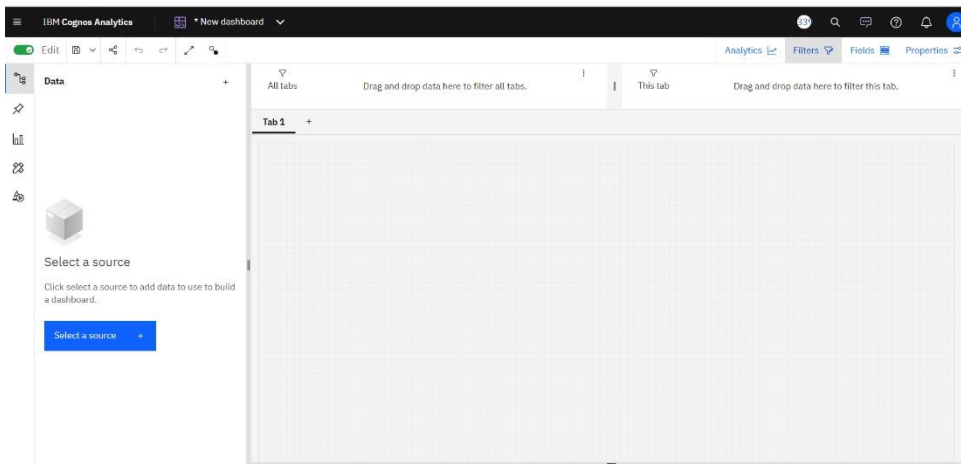 IBM Cognos Analytics
* New dashboard
Edit
Analytics
Filters
Fields
Properties
Data
All tabs
Drag and drop data here to filter all tabs.
This tab
Drag and drop data here to filter this tab.
Tab 1
Select a source
Click select a source to add data to use to build
a dashboard.
Select a source